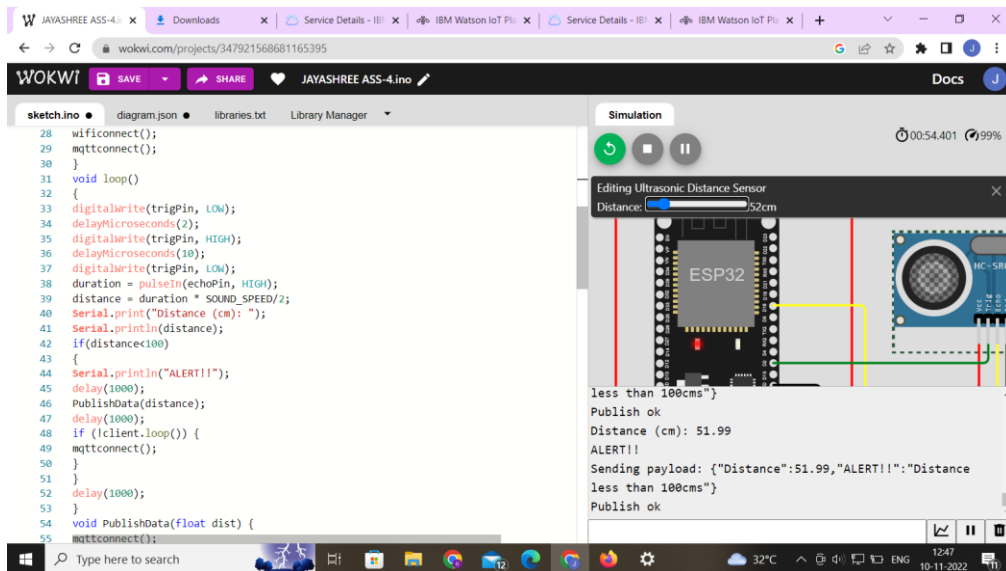 JAYASHREE ASS-4.i
Downloads
Service Details - IB
IBM Watson IoT Pla
Service Details - IB
IBM Watson IoT Pla
wokwi.com/projects/347921568681165395
J
WOKWI
SAVE
SHARE
JAYASHREE ASS-4.ino
Docs
J
sketch.ino ●
diagram.json ●
libraries.txt
Library Manager
28 wificonnect();
29 mqttconnect();
30 }
31 void loop()
32 {
33 digitalWrite(trigPin, LOW);
34 delayMicroseconds(2);
35 digitalWrite(trigPin, HIGH);
36 delayMicroseconds(10);
37 digitalWrite(trigPin, LOW);
38 duration = pulseIn(echoPin, HIGH);
39 distance = duration * SOUND_SPEED/2;
40 Serial.print("Distance (cm): ");
41 Serial.println(distance);
42 if(distance<100)
43 {
44 Serial.println("ALERT!!");
45 delay(1000);
46 PublishData(distance);
47 delay(1000);
48 if (!client.loop()) {
49 mqttconnect();
50 }
51 }
52 delay(1000);
53 }
54 void PublishData(float dist) {
55 mqttconnect();
Simulation
00:54.401 99%
Editing Ultrasonic Distance Sensor
Distance: 52cm
ESP32
HC-SR
Trig
Echo
less than 100cms"}
Publish ok
Distance (cm): 51.99
ALERT!!
Sending payload: {"Distance":51.99,"ALERT!!":"Distance
less than 100cms"}
Publish ok
Type here to search
12
32°C
ENG
12:47
10-11-2022